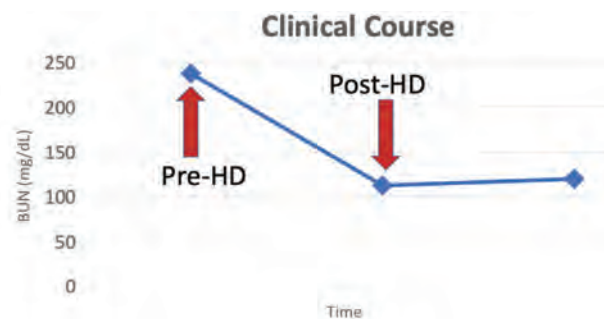 Clinical Course
250
200
150
100
50
0
BUN (mg/dL)
Pre-HD
Post-HD
Time